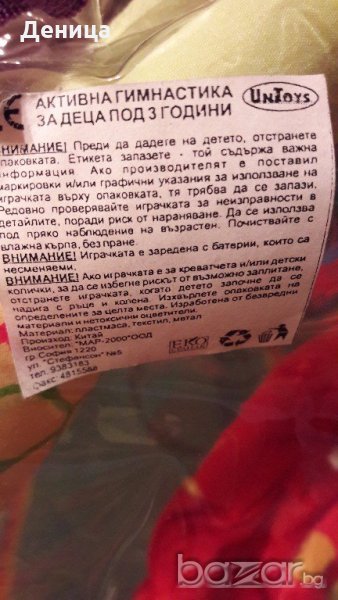 Деница
CE АКТИВНА ГИМНАСТИКА
ЗА ДЕЦА ПОД 3 ГОДИНИ
UNTOYS
ВНИМАНИЕ! Преди да дадете на детето, отстранете
опаковката. Етикета запазете - той съдържа важна
информация. Ако производителят е поставил
маркировки и/или графични указания за използване на
играчката върху опаковката, тя трябва да се запази.
Редовно проверявайте играчката за неизправности в
детайлите, поради риск от нараняване. Да се използва
под пряко наблюдение на възрастен. Почиствайте с
влажна кърпа, без пране.
ВНИМАНИЕ! Играчката е заредена с батерии, които са
несменяеми.
ВНИМАНИЕ! Ако играчката е за креватчета и/или детски
колички, за да се избегне рискът от възможно заплитане,
отстранете играчката, когато детето започне да се
надига с ръце и колена. Изхвърлете опаковката на
определените за целта места. Изработена от безвредни
материали и нетоксични оцветители.
Материал: пластмаса, текстил, метал
Произход: Китай
Вносител: "МАР-2000"ООД
гр.София 1220
ул. "Стефансон" №5
тел. 9383183
факс 4815588
bazar.bg